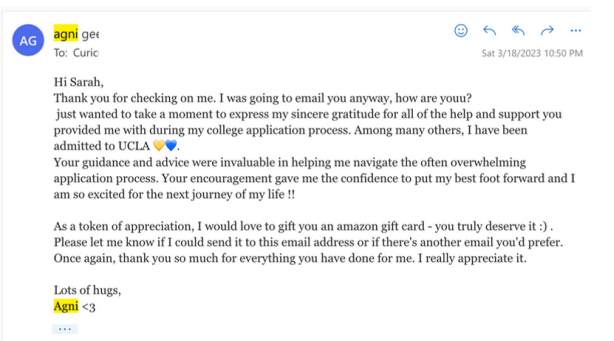 AG
agni gee
To: Curic
Sat 3/18/2023 10:50 PM
Hi Sarah,
Thank you for checking on me. I was going to email you anyway, how are youu?
just wanted to take a moment to express my sincere gratitude for all of the help and support you
provided me with during my college application process. Among many others, I have been
admitted to UCLA 💛💙.
Your guidance and advice were invaluable in helping me navigate the often overwhelming
application process. Your encouragement gave me the confidence to put my best foot forward and I
am so excited for the next journey of my life !!
As a token of appreciation, I would love to gift you an amazon gift card - you truly deserve it :) .
Please let me know if I could send it to this email address or if there's another email you'd prefer.
Once again, thank you so much for everything you have done for me. I really appreciate it.
Lots of hugs,
Agni <3